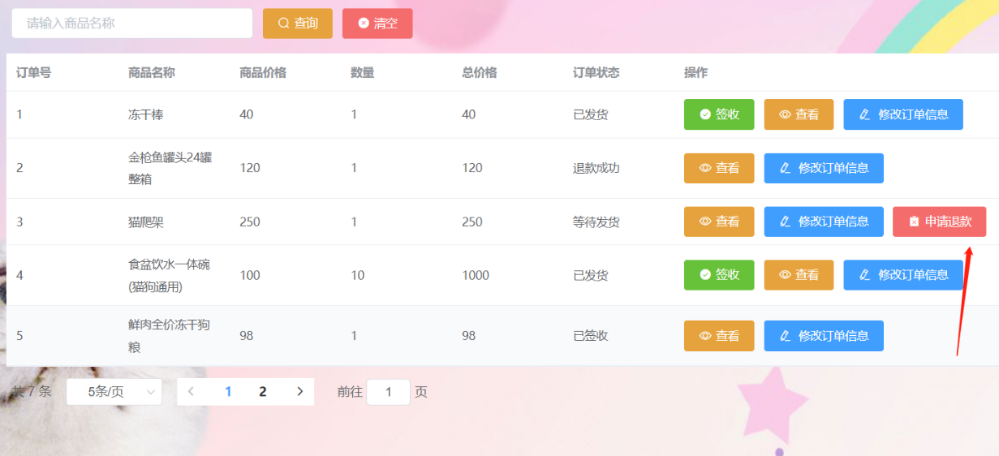 请输入商品名称 查询 清空
订单号 商品名称 商品价格 数量 总价格 订单状态 操作
1 冻干棒 40 1 40 已发货 签收 查看 修改订单信息
2 金枪鱼罐头24罐 120 1 120 退款成功 查看 修改订单信息
整箱
3 猫爬架 250 1 250 等待发货 查看 修改订单信息 申请退款
4 食盆饮水一体碗 100 10 1000 已发货 签收 查看 修改订单信息
(猫狗通用)
5 鲜肉全价冻干狗 98 1 98 已签收 查看 修改订单信息
粮
共 7 条 5条/页 1 2 前往 1 页